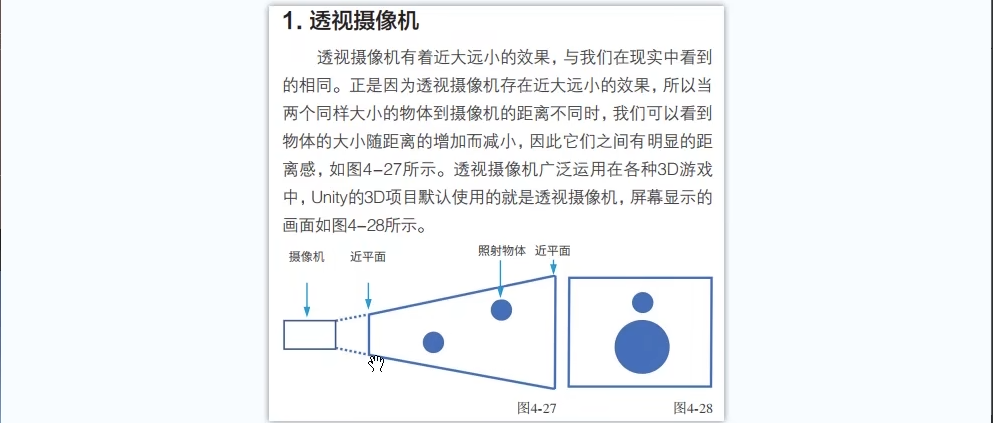 1. 透视摄像机
透视摄像机有着近大远小的效果，与我们在现实中看到
的相同。正是因为透视摄像机存在近大远小的效果，所以当
两个同样大小的物体到摄像机的距离不同时，我们可以看到
物体的大小随距离的增加而减小，因此它们之间有明显的距
离感，如图4–27所示。透视摄像机广泛运用在各种3D游戏
中，Unity的3D项目默认使用的就是透视摄像机，屏幕显示的
画面如图4–28所示。
摄像机 近平面 照射物体 近平面
图4-27 图4-28